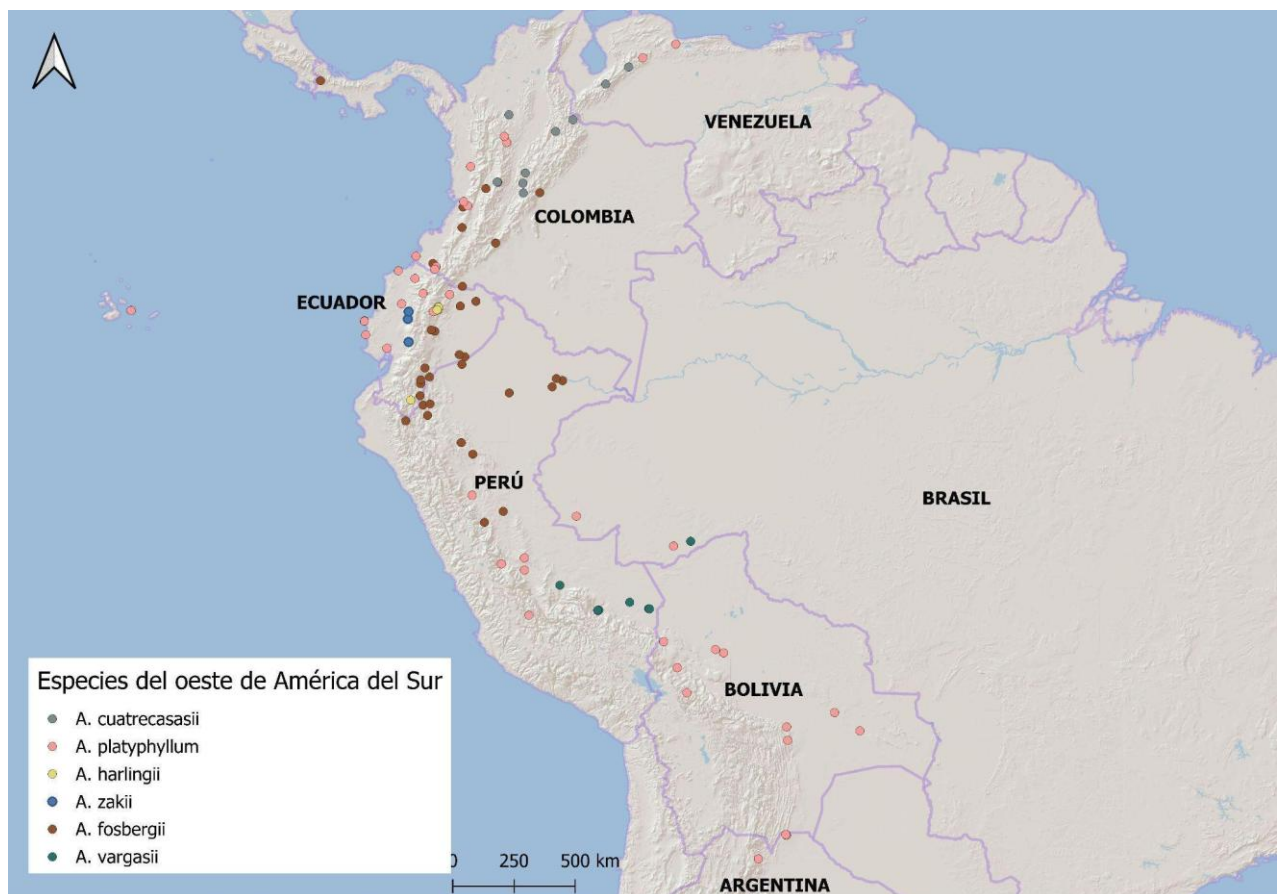 VENEZUELA
COLOMBIA
ECUADOR
PERÚ
BRASIL
BOLIVIA
ARGENTINA
Especies del oeste de América del Sur
A. cuatrecasasii
A. platyphyllum
A. harlingii
A. zakii
A. fosbergii
A. vargasii
0 250 500 km